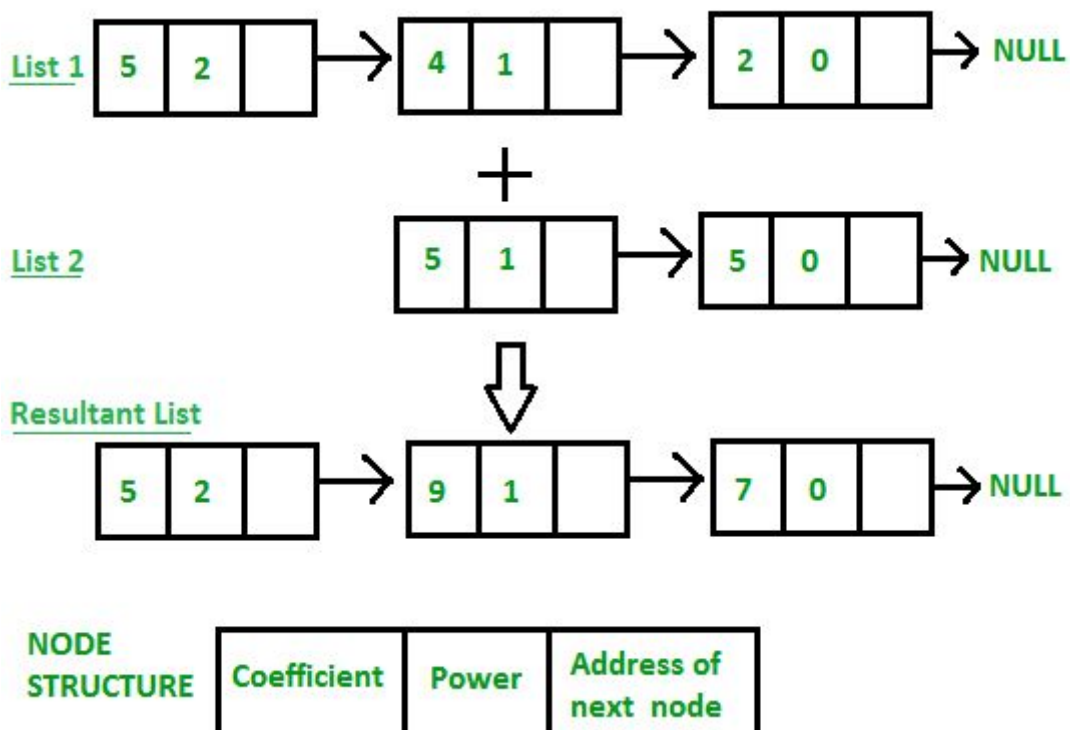 List 1 5 2 4 1 2 0 NULL
+
List 2 5 1 5 0 NULL
Resultant List
5 2 9 1 7 0 NULL
NODE STRUCTURE
Coefficient Power Address of next node